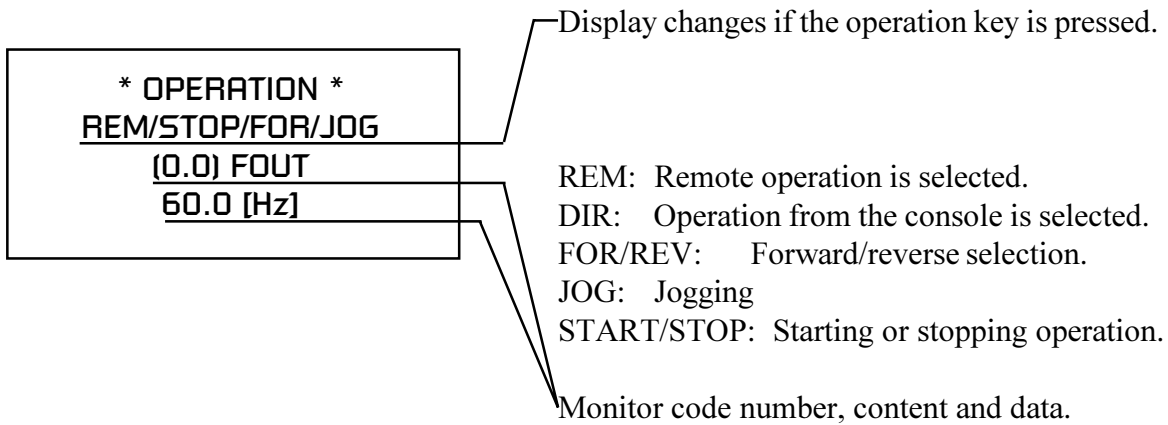 Display changes if the operation key is pressed.
* OPERATION *
REM/STOP/FOR/JOG
(0.0) FOUT
60.0 [Hz]
REM: Remote operation is selected.
DIR: Operation from the console is selected.
FOR/REV: Forward/reverse selection.
JOG: Jogging
START/STOP: Starting or stopping operation.
Monitor code number, content and data.